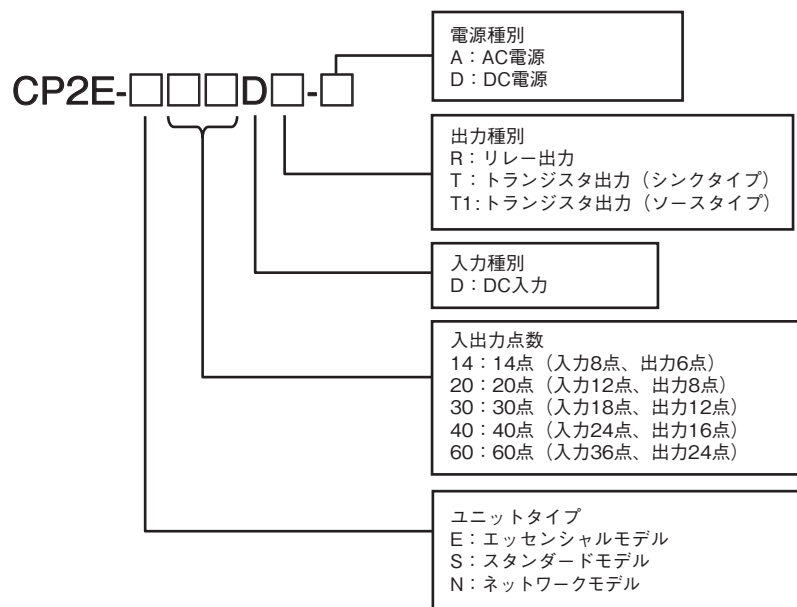 CP2E-□□□D□-□
電源種別
A：AC電源
D：DC電源
出力種別
R：リレー出力
T：トランジスタ出力（シンクタイプ）
T1：トランジスタ出力（ソースタイプ）
入力種別
D：DC入力
入出力点数
14：14点（入力8点、出力6点）
20：20点（入力12点、出力8点）
30：30点（入力18点、出力12点）
40：40点（入力24点、出力16点）
60：60点（入力36点、出力24点）
ユニットタイプ
E：エッセンシャルモデル
S：スタンダードモデル
N：ネットワークモデル